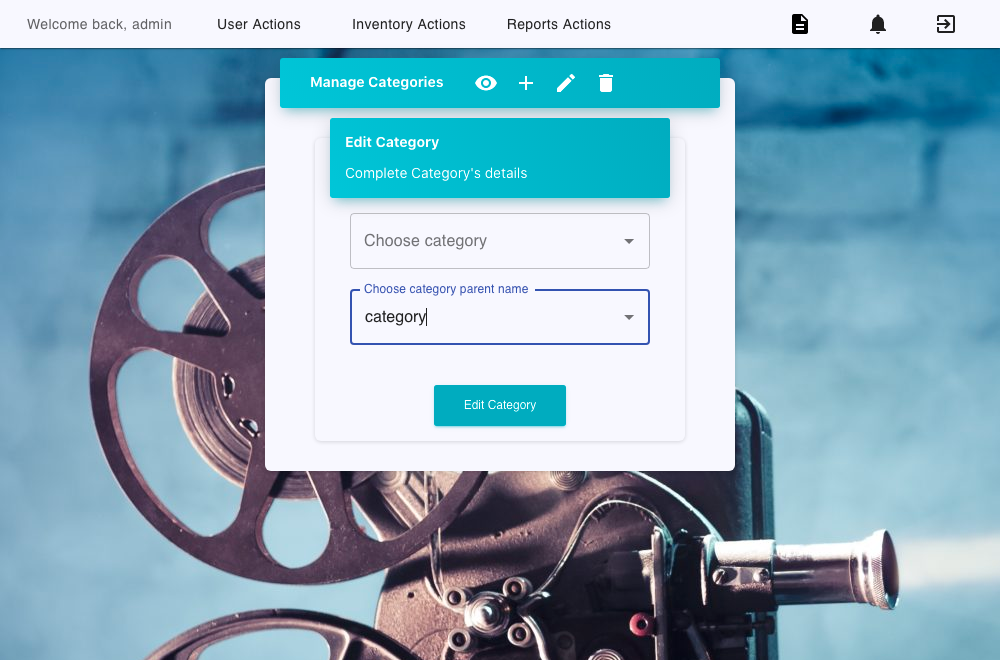 Welcome back, admin
User Actions
Inventory Actions
Reports Actions
Manage Categories
Edit Category
Complete Category's details
Choose category
Choose category parent name
category
Edit Category